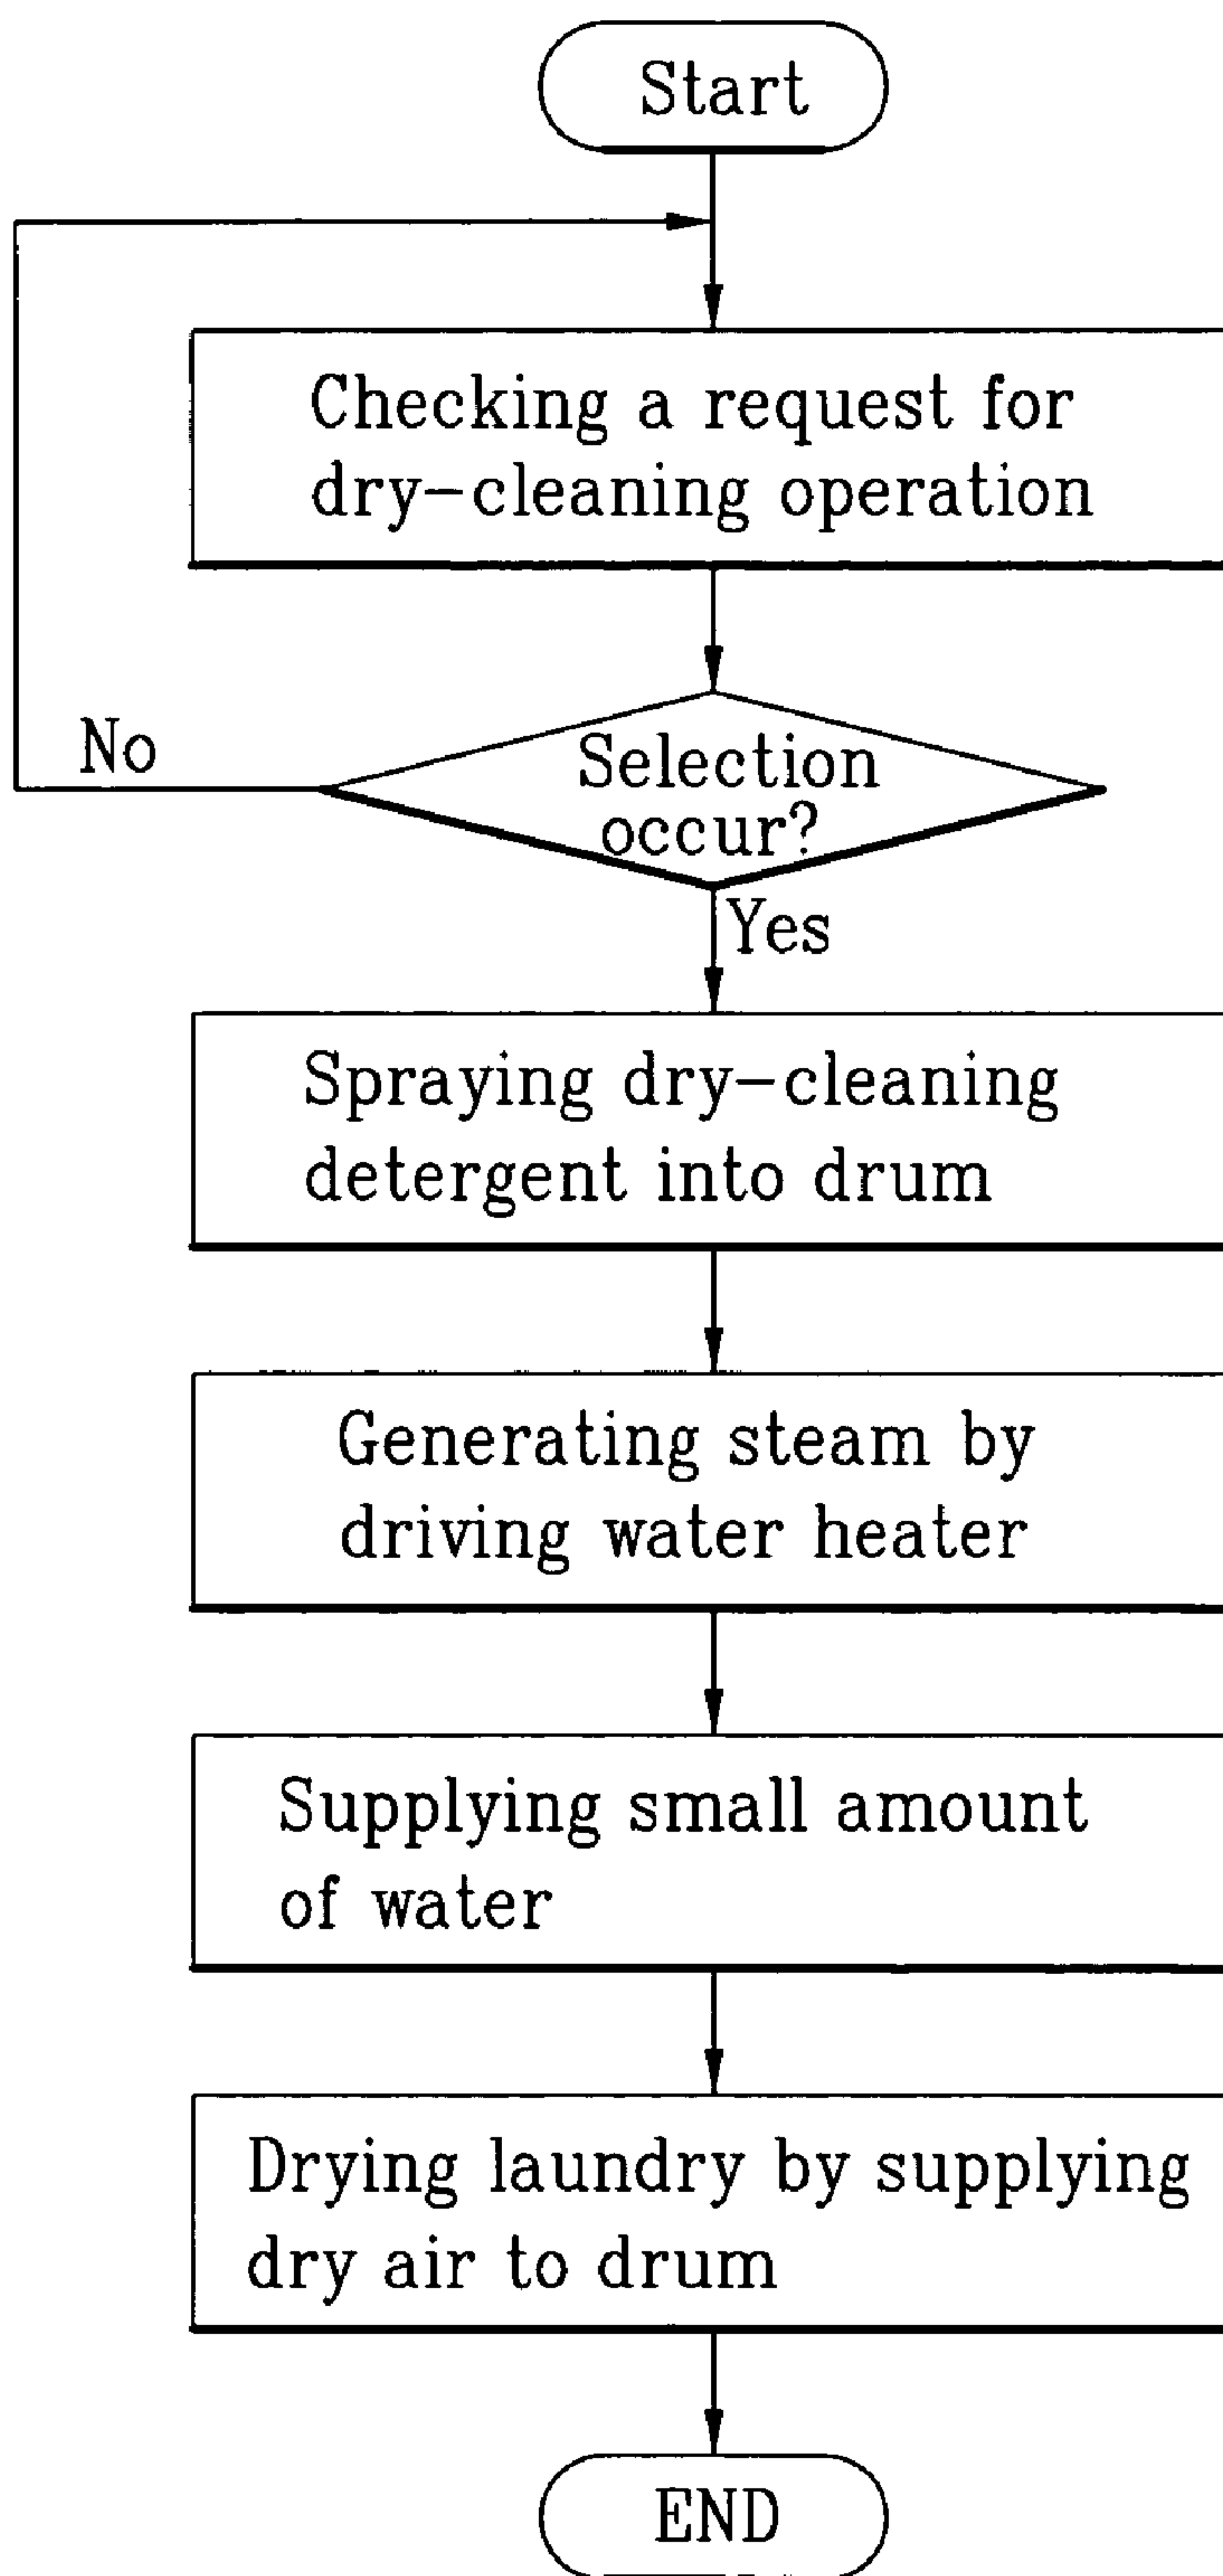 Start
Checking a request for
dry-cleaning operation
No
Selection
occur?
Yes
Spraying dry-cleaning
detergent into drum
Generating steam by
driving water heater
Supplying small amount
of water
Drying laundry by supplying
dry air to drum
END